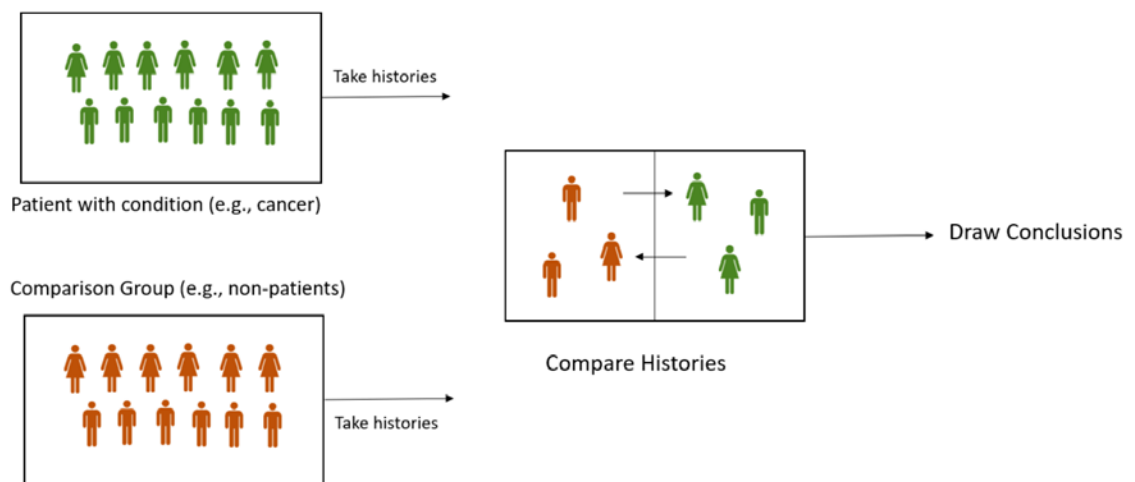 Take histories
Patient with condition (e.g., cancer)
Draw Conclusions
Comparison Group (e.g., non-patients)
Compare Histories
Take histories